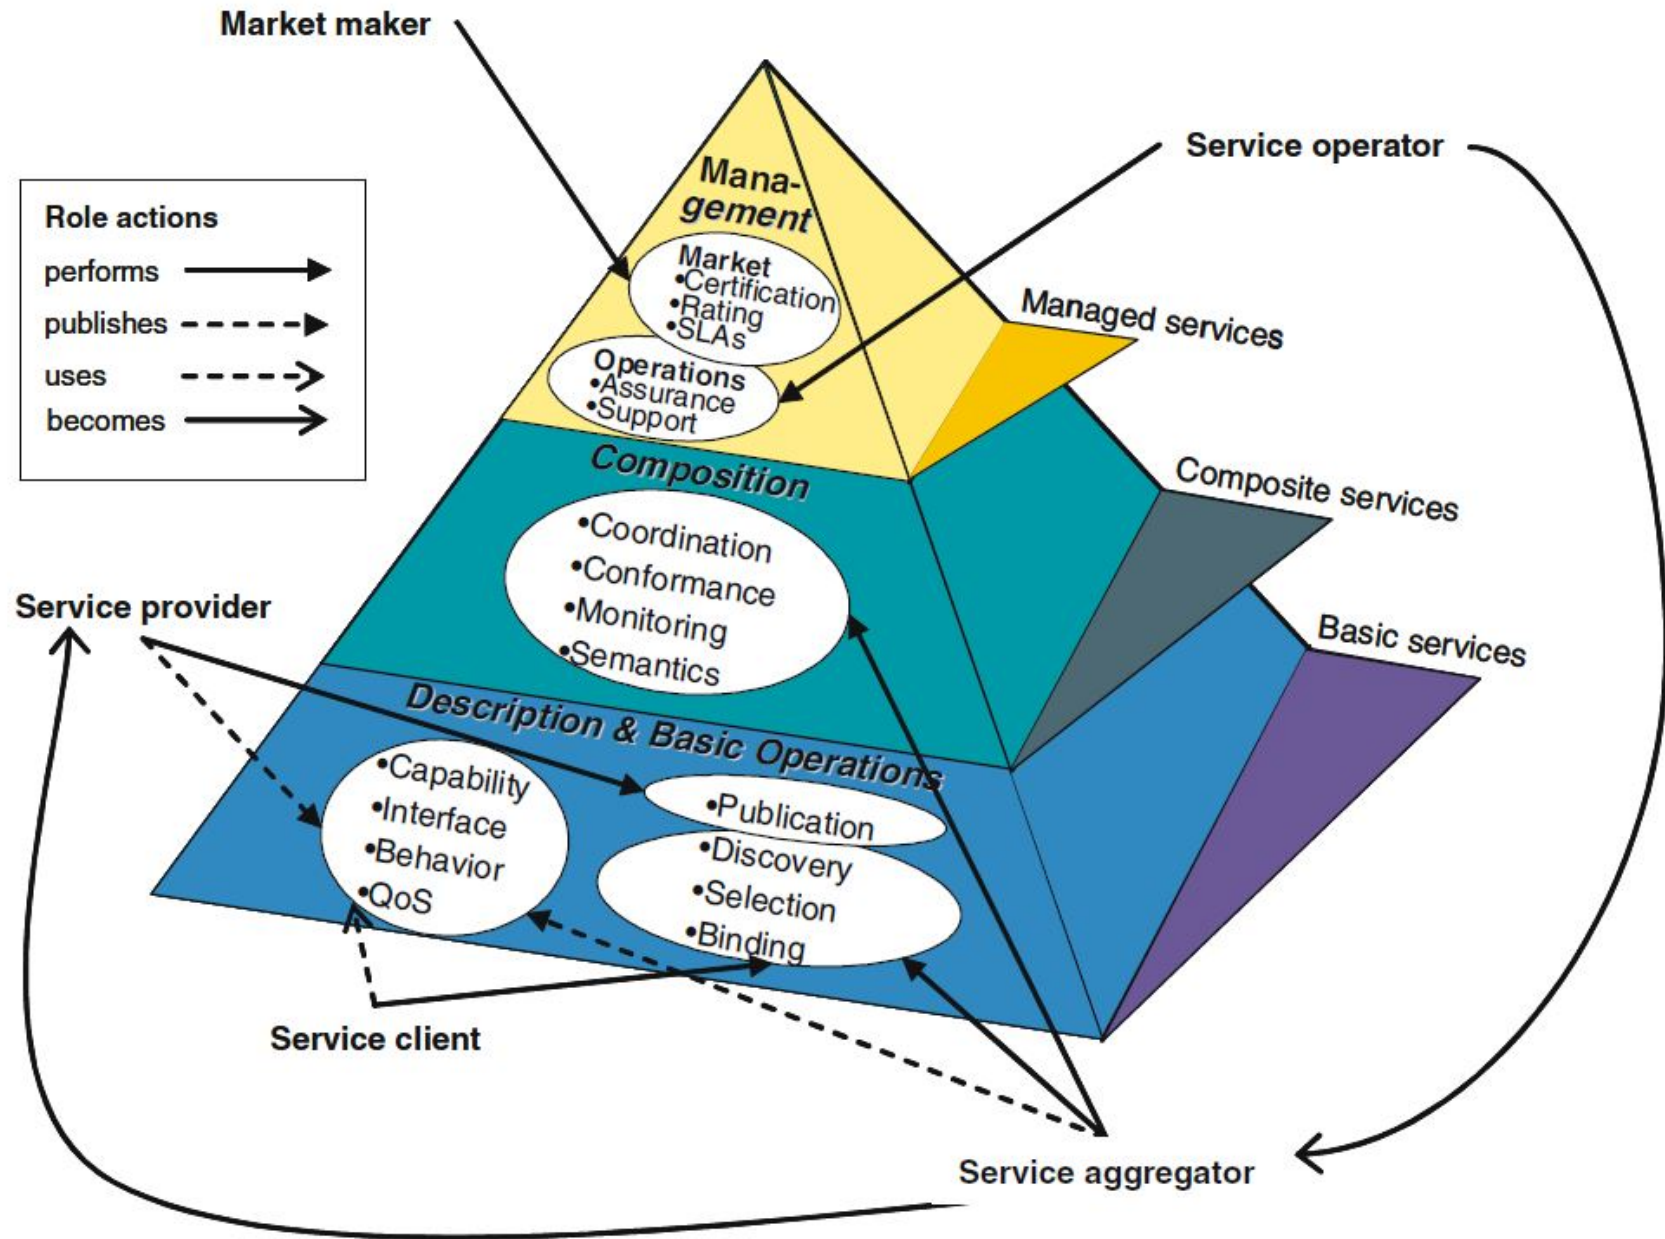 Market maker
Service operator
Role actions
performs
publishes
uses
becomes
Mana-
gement
Market
•Certification
•Rating
•SLAs
Operations
•Assurance
•Support
Managed services
Composition
•Coordination
•Conformance
•Monitoring
•Semantics
Composite services
Service provider
Description & Basic Operations
•Capability
•Interface
•Behavior
•QoS
•Publication
•Discovery
•Selection
•Binding
Basic services
Service client
Service aggregator